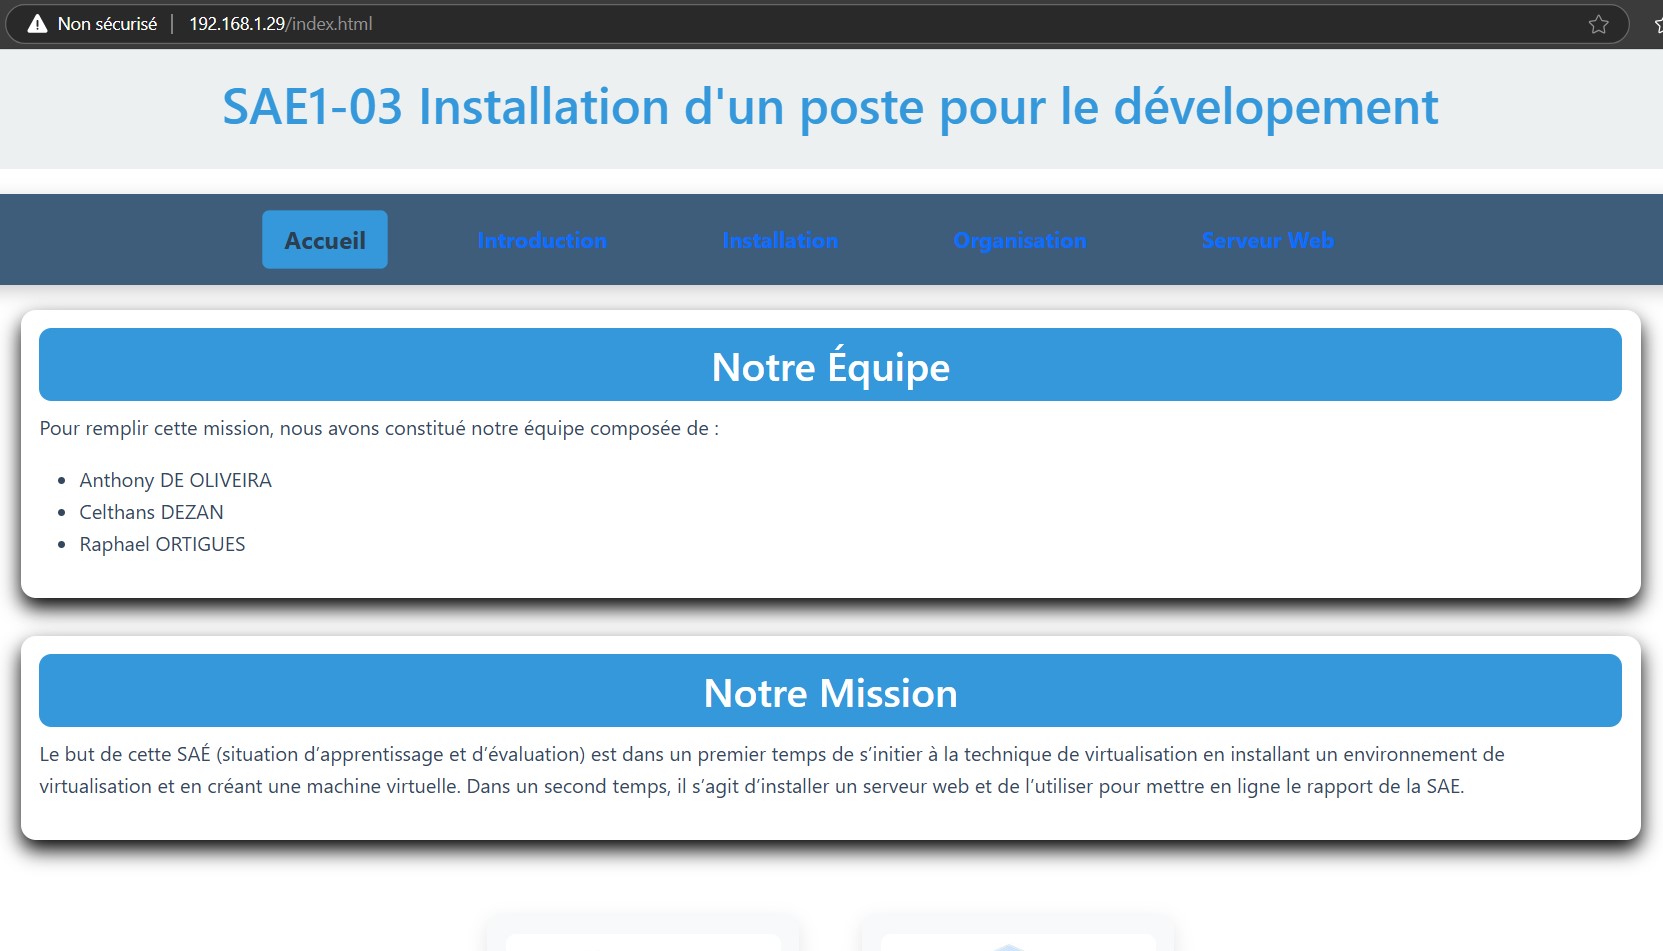 Non sécurisé | 192.168.1.29/index.html
SAE1-03 Installation d'un poste pour le dévelopement
Accueil Introduction Installation Organisation Serveur Web
Notre Équipe
Pour remplir cette mission, nous avons constitué notre équipe composée de :
• Anthony DE OLIVEIRA
• Celthans DEZAN
• Raphael ORTIGUES
Notre Mission
Le but de cette SAÉ (situation d’apprentissage et d’évaluation) est dans un premier temps de s’initier à la technique de virtualisation en installant un environnement de
virtualisation et en créant une machine virtuelle. Dans un second temps, il s’agit d’installer un serveur web et de l’utiliser pour mettre en ligne le rapport de la SAE.